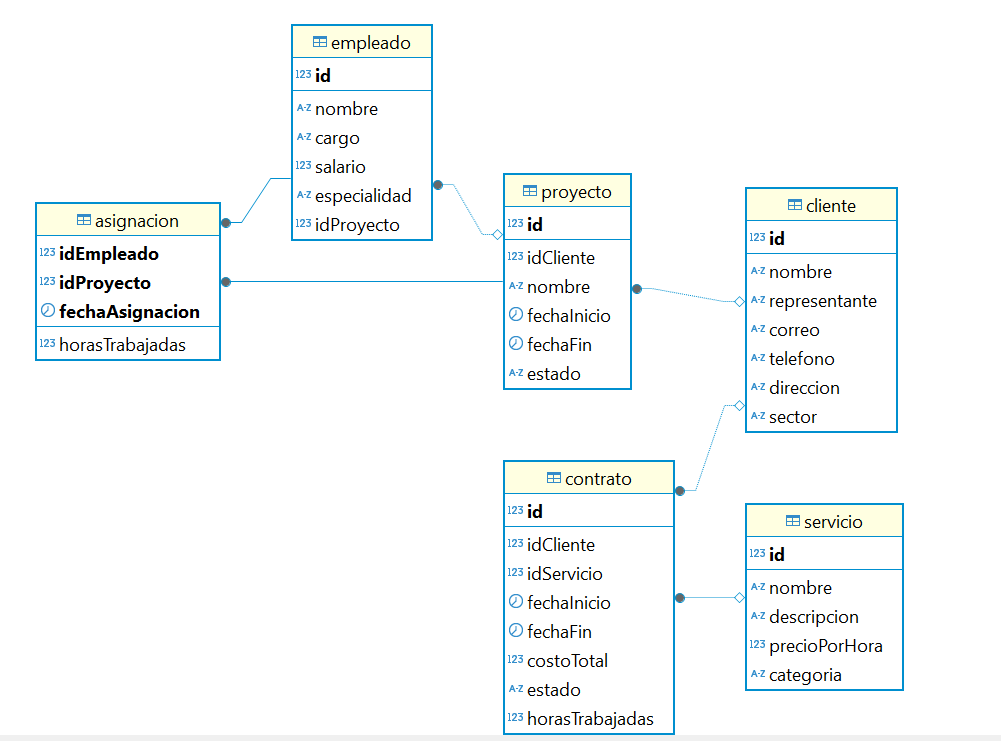 empleado
123 id
A-Z nombre
A-Z cargo
123 salario
A-Z especialidad
123 idProyecto
asignacion
123 idEmpleado
123 idProyecto
fechaAsignacion
123 horasTrabajadas
proyecto
123 id
123 idCliente
A-Z nombre
fechaInicio
fechaFin
A-Z estado
cliente
123 id
A-Z nombre
A-Z representante
A-Z correo
A-Z telefono
A-Z direccion
A-Z sector
contrato
123 id
123 idCliente
123 idServicio
fechaInicio
fechaFin
123 costoTotal
A-Z estado
123 horasTrabajadas
servicio
123 id
A-Z nombre
A-Z descripcion
123 precioPorHora
A-Z categoria